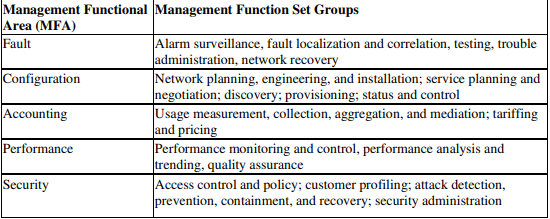 Management Functional Area (MFA)
Management Function Set Groups
Fault
Alarm surveillance, fault localization and correlation, testing, trouble
administration, network recovery
Configuration
Network planning, engineering, and installation; service planning and
negotiation; discovery; provisioning; status and control
Accounting
Usage measurement, collection, aggregation, and mediation; tariffing
and pricing
Performance
Performance monitoring and control, performance analysis and
trending, quality assurance
Security
Access control and policy; customer profiling; attack detection,
prevention, containment, and recovery; security administration